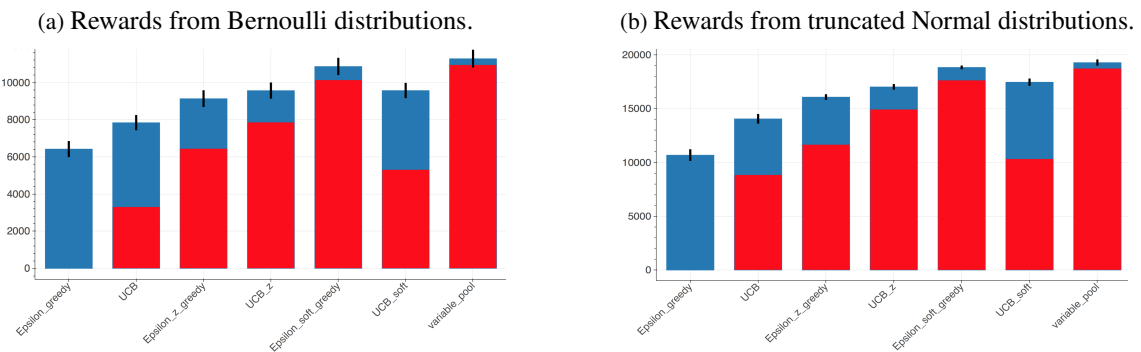 (a) Rewards from Bernoulli distributions.
10000
8000
6000
4000
2000
0
Epsilon_greedy
UCB
Epsilon_z_greedy
UCB_z
Epsilon_soft_greedy
UCB_soft
variable_pool
(b) Rewards from truncated Normal distributions.
20000
15000
10000
5000
0
Epsilon_greedy
UCB
Epsilon_z_greedy
UCB_z
Epsilon_soft_greedy
UCB_soft
variable_pool